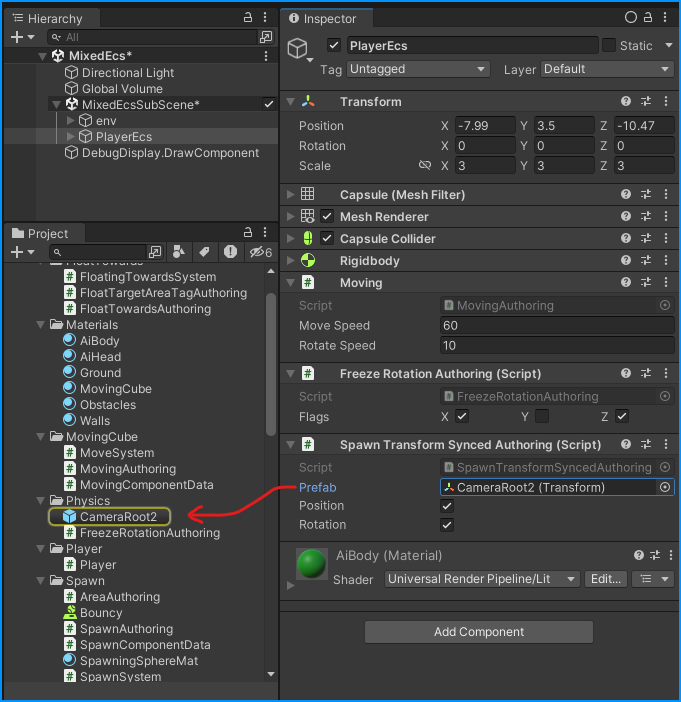 Hierarchy
All
MixedEcs*
Directional Light
Global Volume
MixedEcsSubScene*
env
PlayerEcs
DebugDisplay.DrawComponent
Project
6
FloatTowards
FloatingTowardsSystem
FloatTargetAreaTagAuthoring
FloatTowardsAuthoring
Materials
AiBody
AiHead
Ground
MovingCube
Obstacles
Walls
MovingCube
MoveSystem
MovingAuthoring
MovingComponentData
Physics
CameraRoot2
FreezeRotationAuthoring
Player
Player
Spawn
AreaAuthoring
Bouncy
SpawnAuthoring
SpawnComponentData
SpawningSphereMat
SpawnSystem
Inspector
PlayerEcs Static
Tag Untagged Layer Default
Transform
Position X -7.99 Y 3.5 Z -10.47
Rotation X 0 Y 0 Z 0
Scale X 3 Y 3 Z 3
Capsule (Mesh Filter)
Mesh Renderer
Capsule Collider
Rigidbody
Moving
Script MovingAuthoring
Move Speed 60
Rotate Speed 10
Freeze Rotation Authoring (Script)
Script FreezeRotationAuthoring
Flags X Y Z
Spawn Transform Synced Authoring (Script)
Script SpawnTransformSyncedAuthoring
Prefab CameraRoot2 (Transform)
Position
Rotation
AiBody (Material)
Shader Universal Render Pipeline/Lit Edit...
Add Component